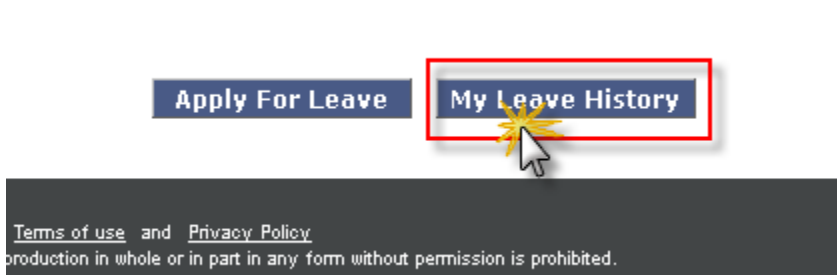 Apply For Leave My Leave History
Terms of use and Privacy Policy
production in whole or in part in any form without permission is prohibited.